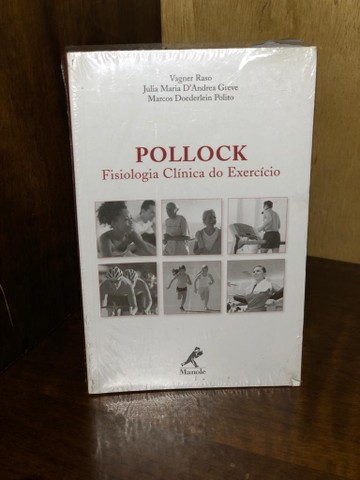 Vagner Raso
Julia Maria D'Andrea Greve
Marcos Doederlein Polito
POLLOCK
Fisiologia Clínica do Exercício
Manole